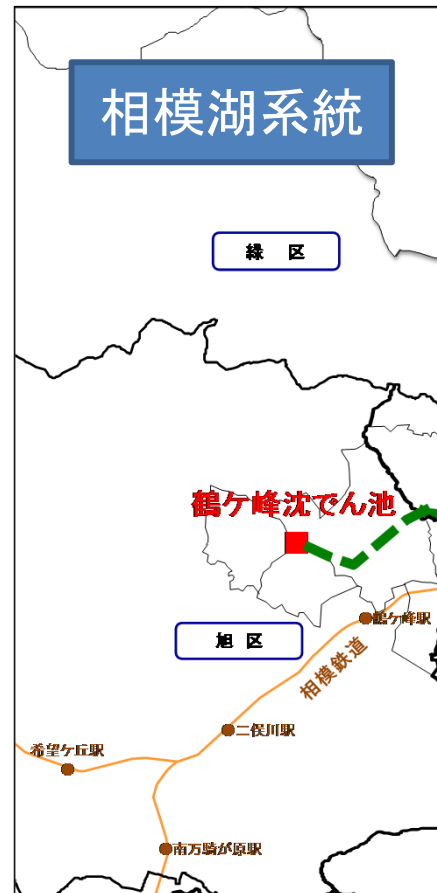 相模湖系統
緑 区
鶴ケ峰沈でん池
旭 区
鶴ケ峰駅
相模鉄道
二俣川駅
希望ケ丘駅
南万騎が原駅